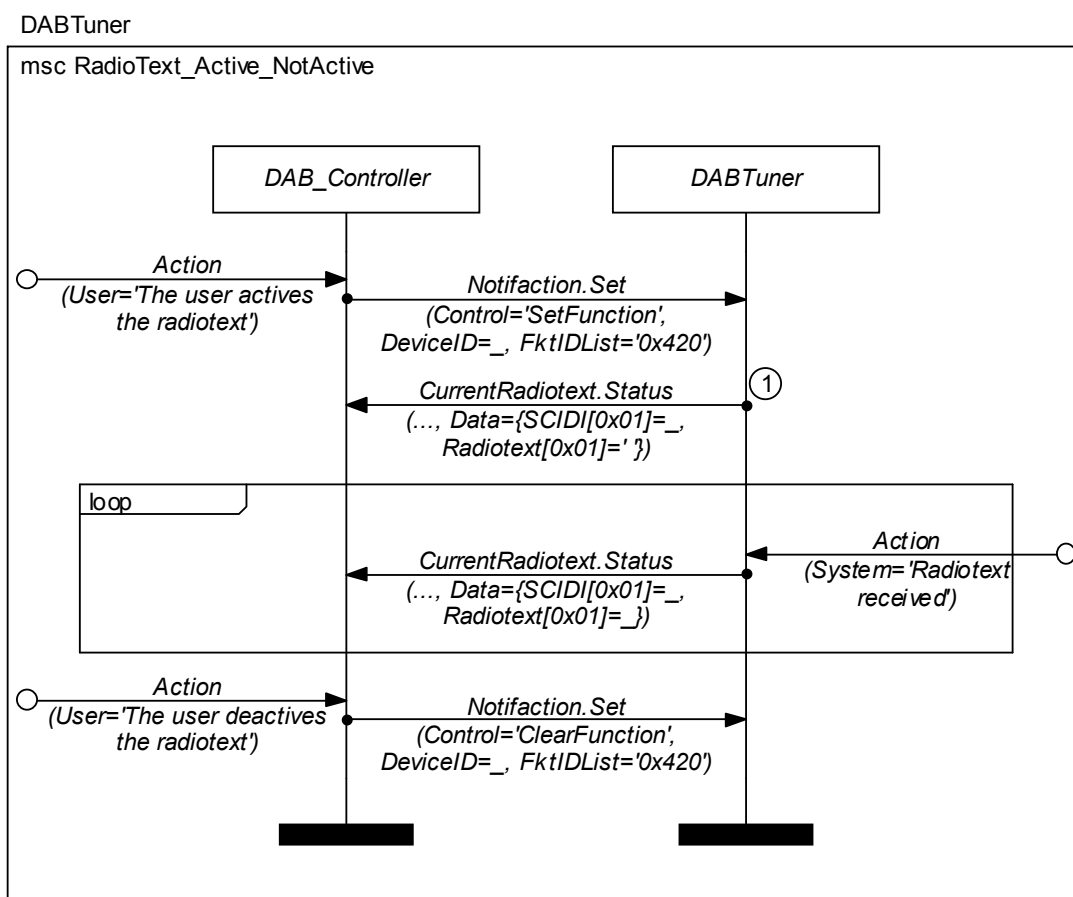 DABTuner
msc RadioText_Active_NotActive
DAB_Controller
DABTuner
Action
(User='The user actives
the radiotext')
Notifaction.Set
(Control='SetFunction',
DeviceID=_, FktIDList='0x420')
1
CurrentRadiotext.Status
(..., Data={SCIDI[0x01]=_,
Radiotext[0x01]=' '})
loop
Action
(System='Radiotext
received')
CurrentRadiotext.Status
(..., Data={SCIDI[0x01]=_,
Radiotext[0x01]=_})
Action
(User='The user deactives
the radiotext')
Notifaction.Set
(Control='ClearFunction',
DeviceID=_, FktIDList='0x420')